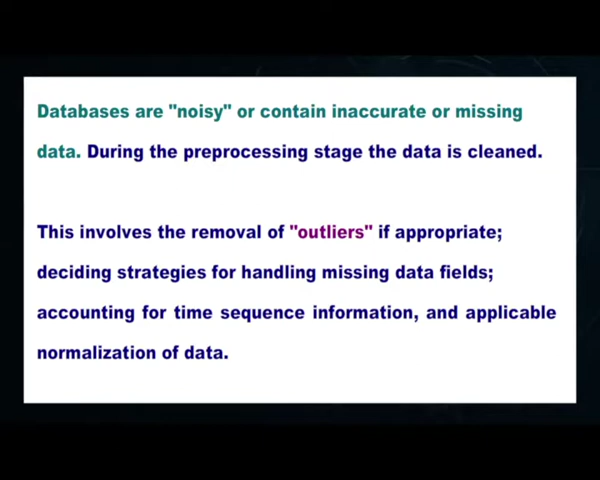 Databases are "noisy" or contain inaccurate or missing
data. During the preprocessing stage the data is cleaned.
This involves the removal of "outliers" if appropriate;
deciding strategies for handling missing data fields;
accounting for time sequence information, and applicable
normalization of data.